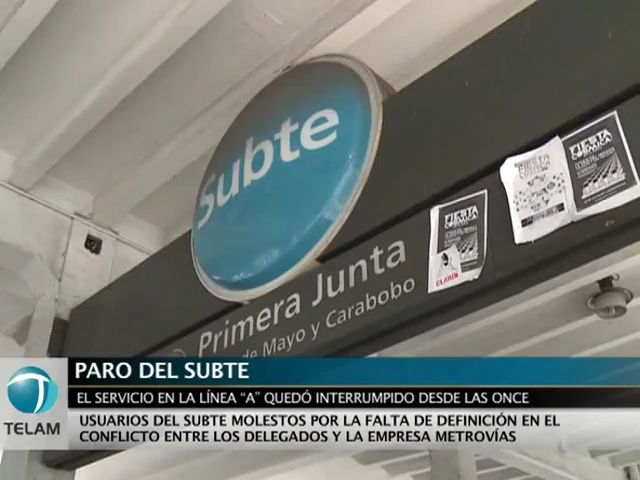 Subte
Primera Junta
de Mayo y Carabobo
FIESTA
CLARIN
FIESTA
PARO DEL SUBTE
EL SERVICIO EN LA LÍNEA “A” QUEDÓ INTERRUMPIDO DESDE LAS ONCE
USUARIOS DEL SUBTE MOLESTOS POR LA FALTA DE DEFINICIÓN EN EL
CONFLICTO ENTRE LOS DELEGADOS Y LA EMPRESA METROVÍAS
TELAM